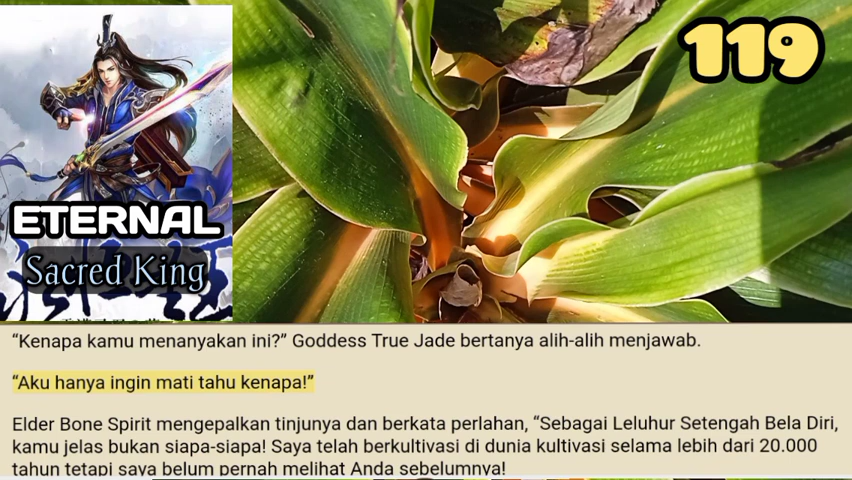 119
ETERNAL
Sacred King
“Kenapa kamu menanyakan ini?” Goddess True Jade bertanya alih-alih menjawab.
“Aku hanya ingin mati tahu kenapa!”
Elder Bone Spirit mengepalkan tinjunya dan berkata perlahan, “Sebagai Leluhur Setengah Bela Diri,
kamu jelas bukan siapa-siapa! Saya telah berkultivasi di dunia kultivasi selama lebih dari 20.000
tahun tetapi saya belum pernah melihat Anda sebelumnya!